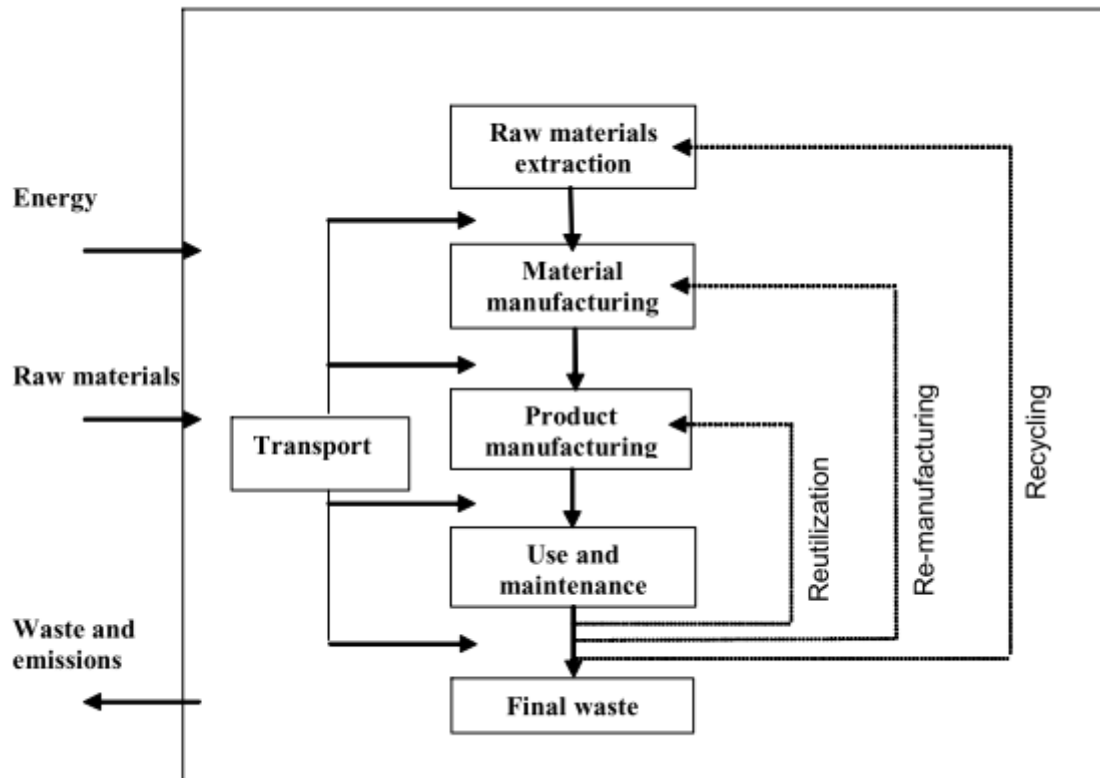 Raw materials
extraction
Energy
Material
manufacturing
Raw materials
Product
manufacturing
Transport
Reutilization
Re-manufacturing
Recycling
Use and
maintenance
Waste and
emissions
Final waste